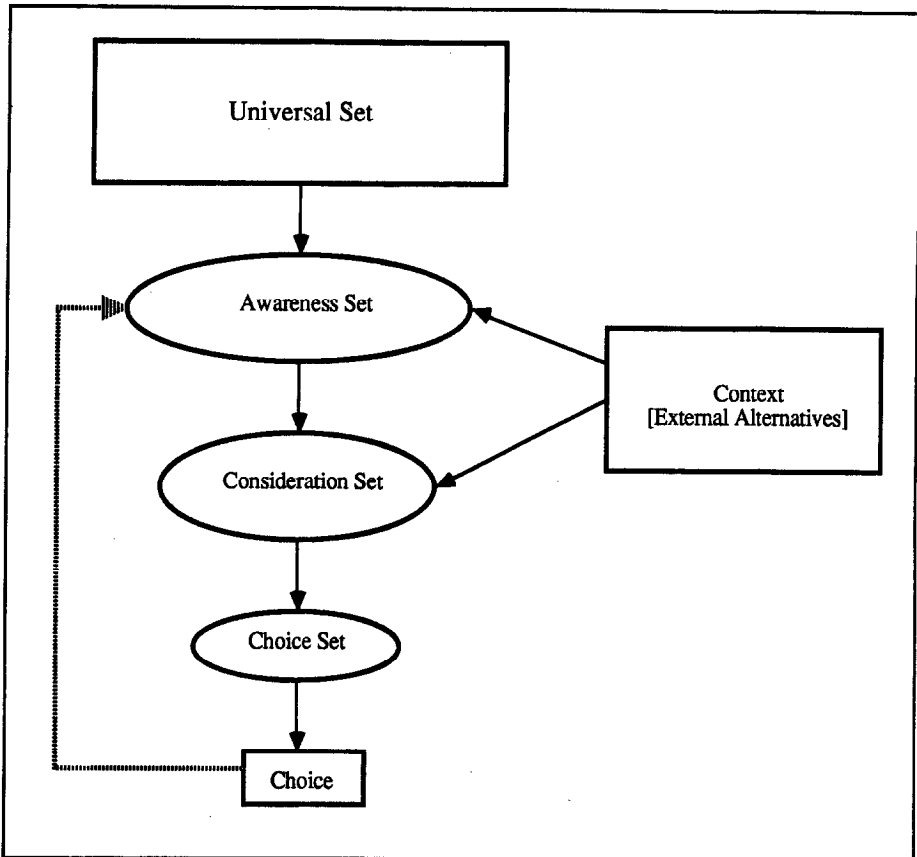 Universal Set
Awareness Set
Context
[External Alternatives]
Consideration Set
Choice Set
Choice